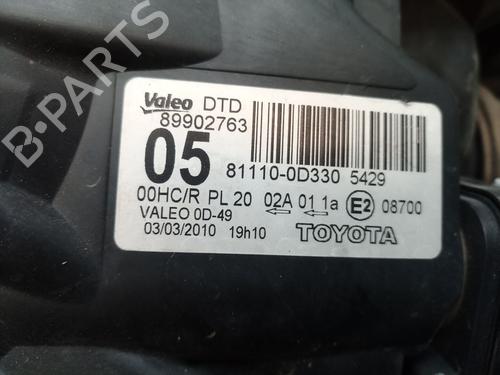 Valeo DTD
89902763
05 81110-0D330 5429
00HC/R PL 20 02A 01 1a E2 08700
VALEO 0D-49
03/03/2010 19h10 TOYOTA
B-PARTS